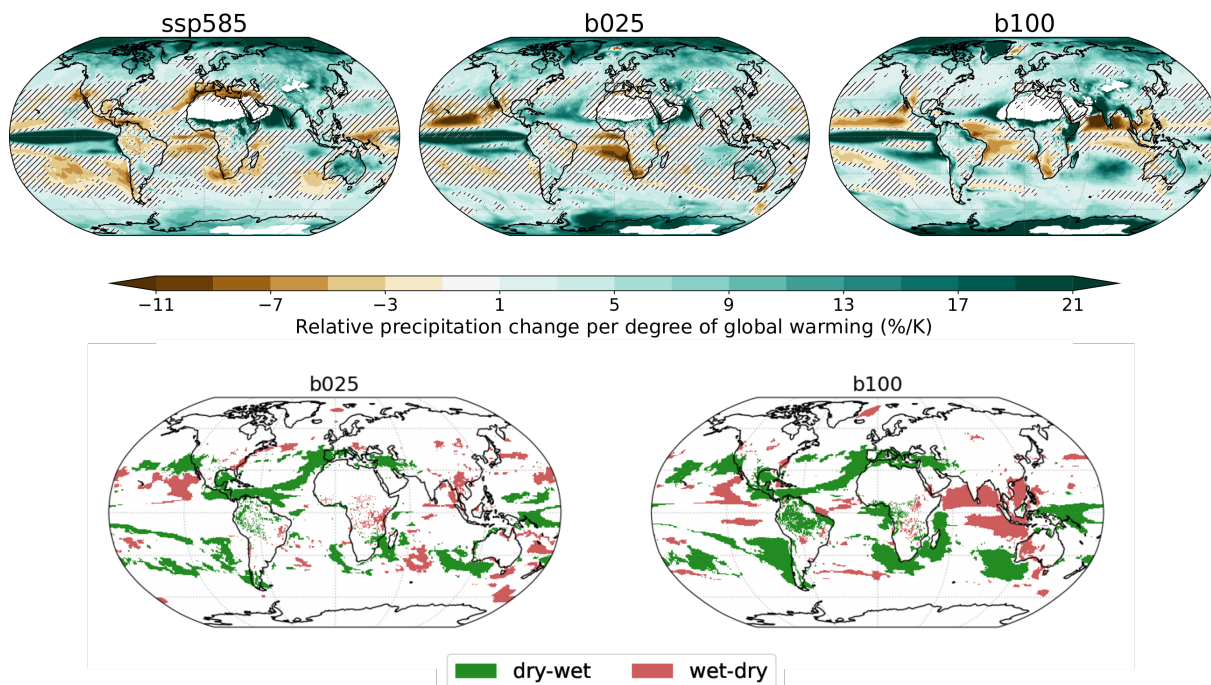 ssp585 b025 b100
−11 −7 −3 1 5 9 13 17 21
Relative precipitation change per degree of global warming (%/K)
b025 b100
dry-wet wet-dry